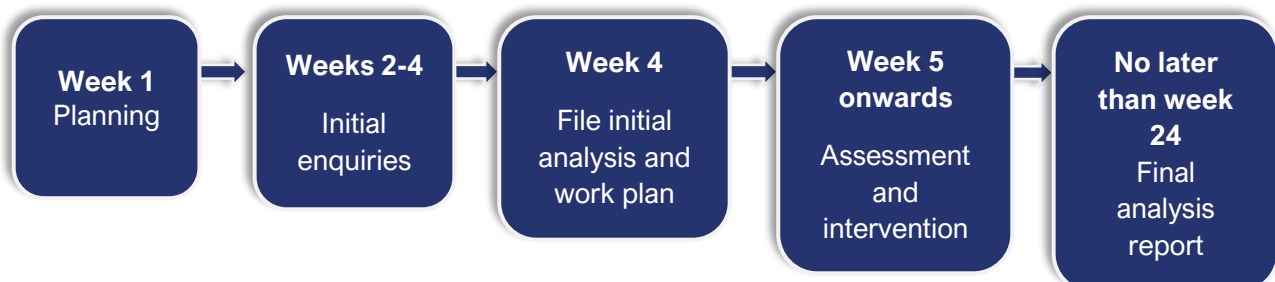 Week 1
Planning
Weeks 2-4
Initial
enquiries
Week 4
File initial
analysis and
work plan
Week 5
onwards
Assessment
and
intervention
No later
than week
24
Final
analysis
report